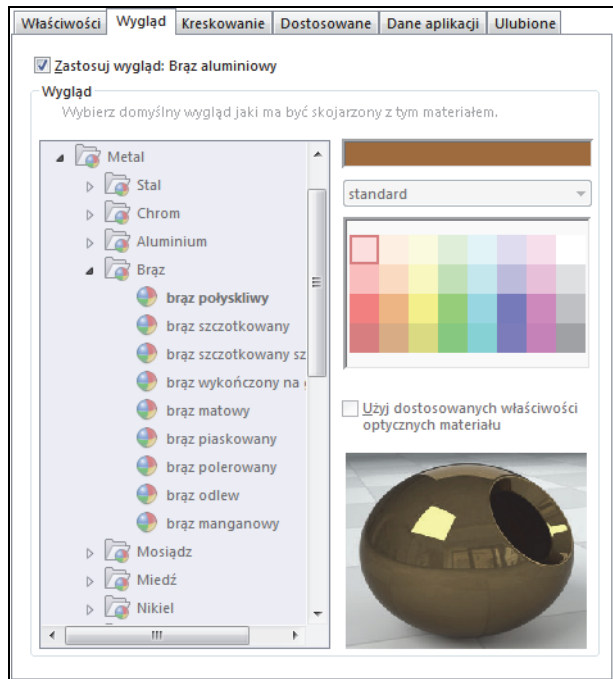 Właściwości Wygląd Kreskowanie Dostosowane Dane aplikacji Ulubione
Zastosuj wygląd: Brąz aluminiowy
Wygląd
Wybierz domyślny wygląd jaki ma być skojarzony z tym materiałem.
Metal
Stal
Chrom
Aluminium
Brąz
brąz połyskliwy
brąz szczotkowany
brąz szczotkowany sz
brąz wykończony na
brąz matowy
brąz piaskowany
brąz polerowany
brąz odlew
brąz manganowy
Mosiądz
Miedź
Nikiel
standard
Użyj dostosowanych właściwości
optycznych materiału